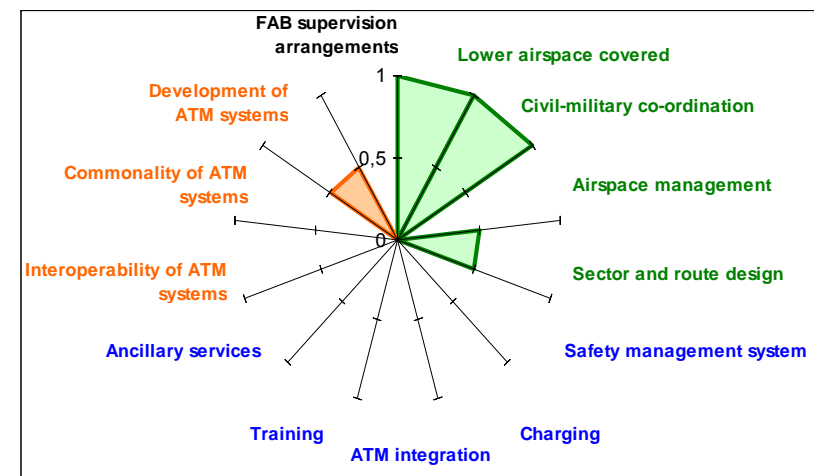 FAB supervision
arrangements
Lower airspace covered
1
Development of
ATM systems
Civil-military co-ordination
0,5
Commonality of ATM
systems
Airspace management
0
Interoperability of ATM
systems
Sector and route design
Ancillary services
Safety management system
Training
Charging
ATM integration